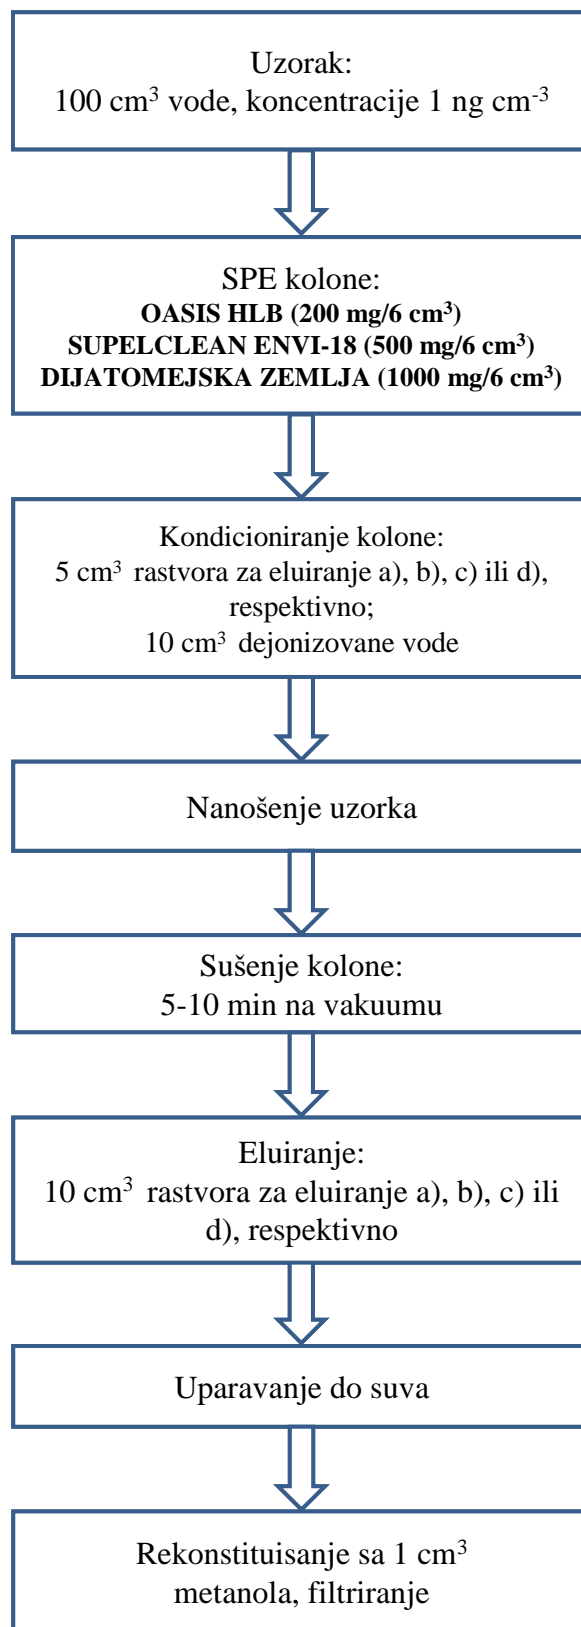 Uzorak:
100 cm³ vode, koncentracije 1 ng cm⁻³
SPE kolone:
OASIS HLB (200 mg/6 cm³)
SUPELCLEAN ENVI-18 (500 mg/6 cm³)
DIJATOMEJSKA ZEMLJA (1000 mg/6 cm³)
Kondicioniranje kolone:
5 cm³ rastvora za eluiranje a), b), c) ili d),
respektivno;
10 cm³ dejonizovane vode
Nanošenje uzorka
Sušenje kolone:
5-10 min na vakuumu
Eluiranje:
10 cm³ rastvora za eluiranje a), b), c) ili
d), respektivno
Uparavanje do suva
Rekonstituisanje sa 1 cm³
metanola, filtriranje